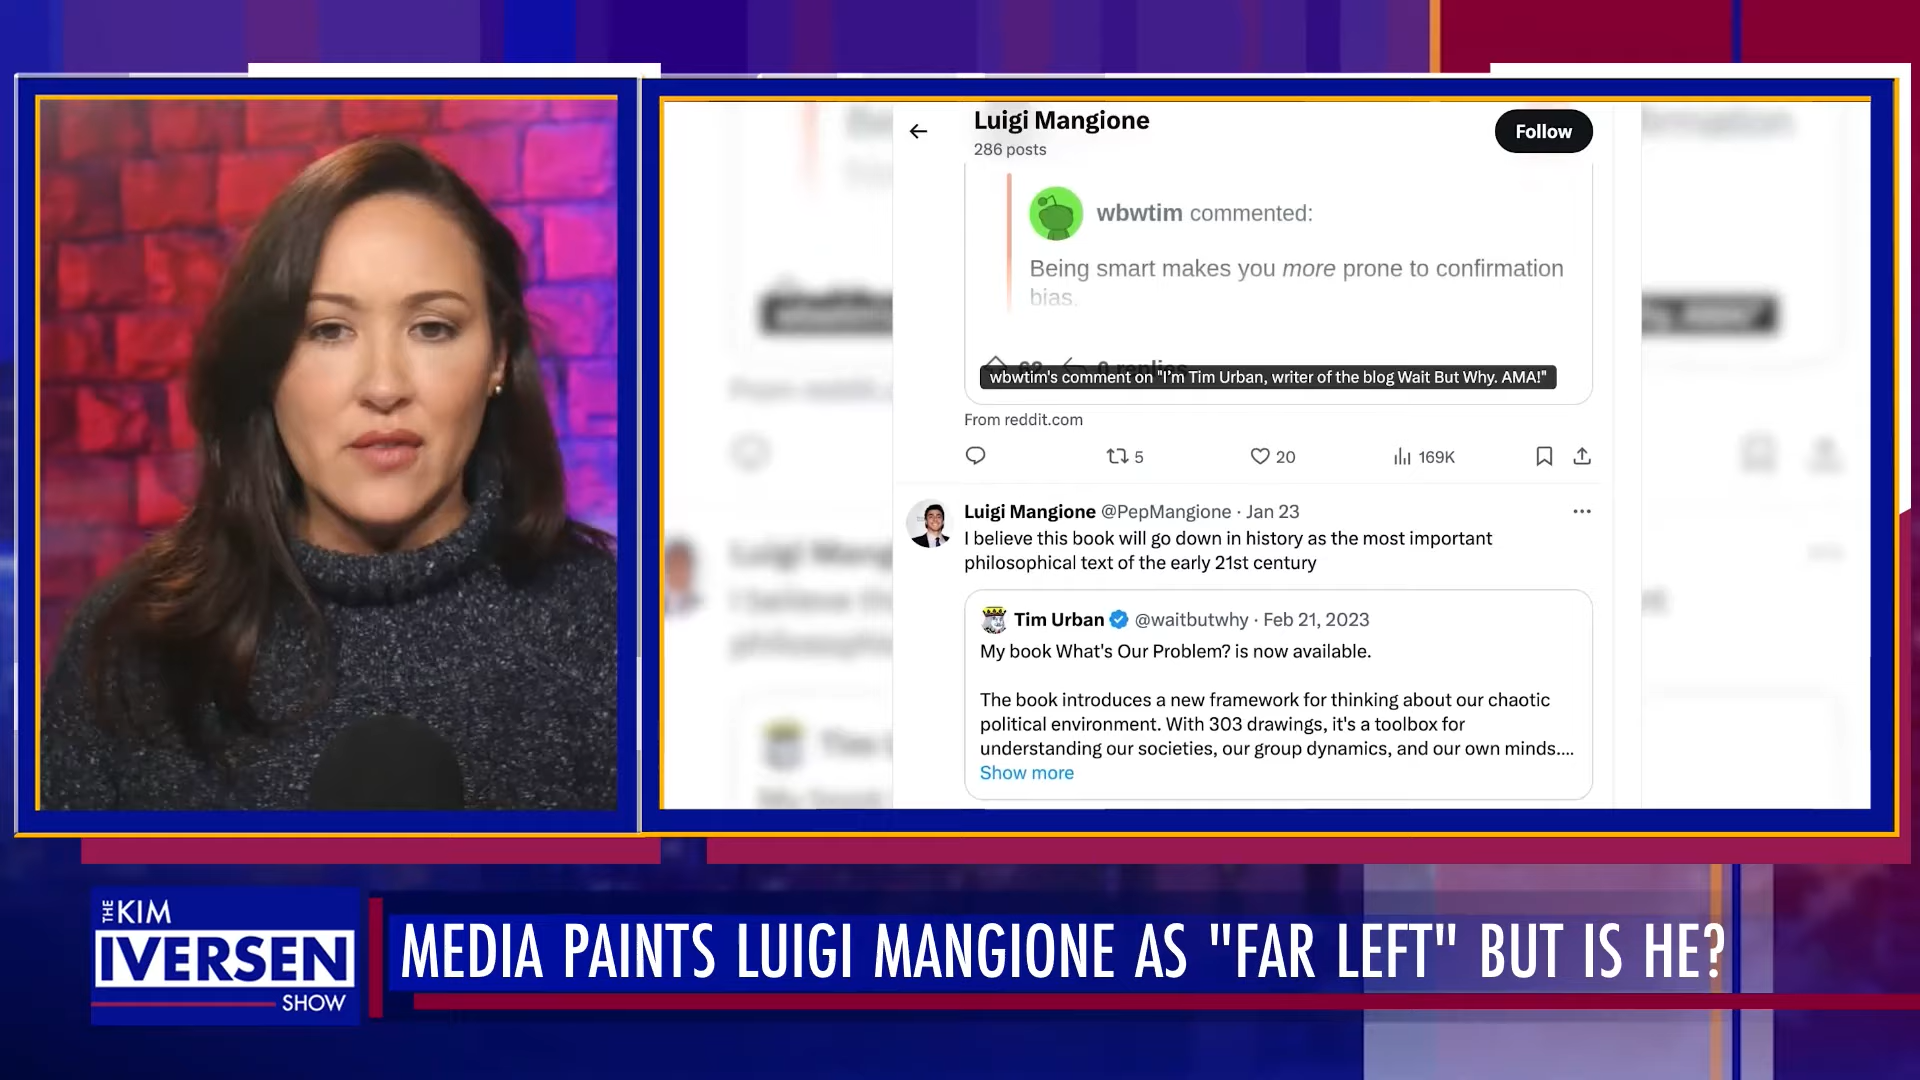 Luigi Mangione
286 posts
Follow
wbwtim commented:
Being smart makes you more prone to confirmation
bias.
62 0 replies
wbwtim's comment on "I'm Tim Urban, writer of the blog Wait But Why. AMA!"
From reddit.com
5 20 169K
Luigi Mangione @PepMangione · Jan 23
I believe this book will go down in history as the most important
philosophical text of the early 21st century
Tim Urban @waitbutwhy · Feb 21, 2023
My book What's Our Problem? is now available.
The book introduces a new framework for thinking about our chaotic
political environment. With 303 drawings, it's a toolbox for
understanding our societies, our group dynamics, and our own minds....
Show more
THE KIM
IVERSEN
SHOW
MEDIA PAINTS LUIGI MANGIONE AS "FAR LEFT" BUT IS HE?